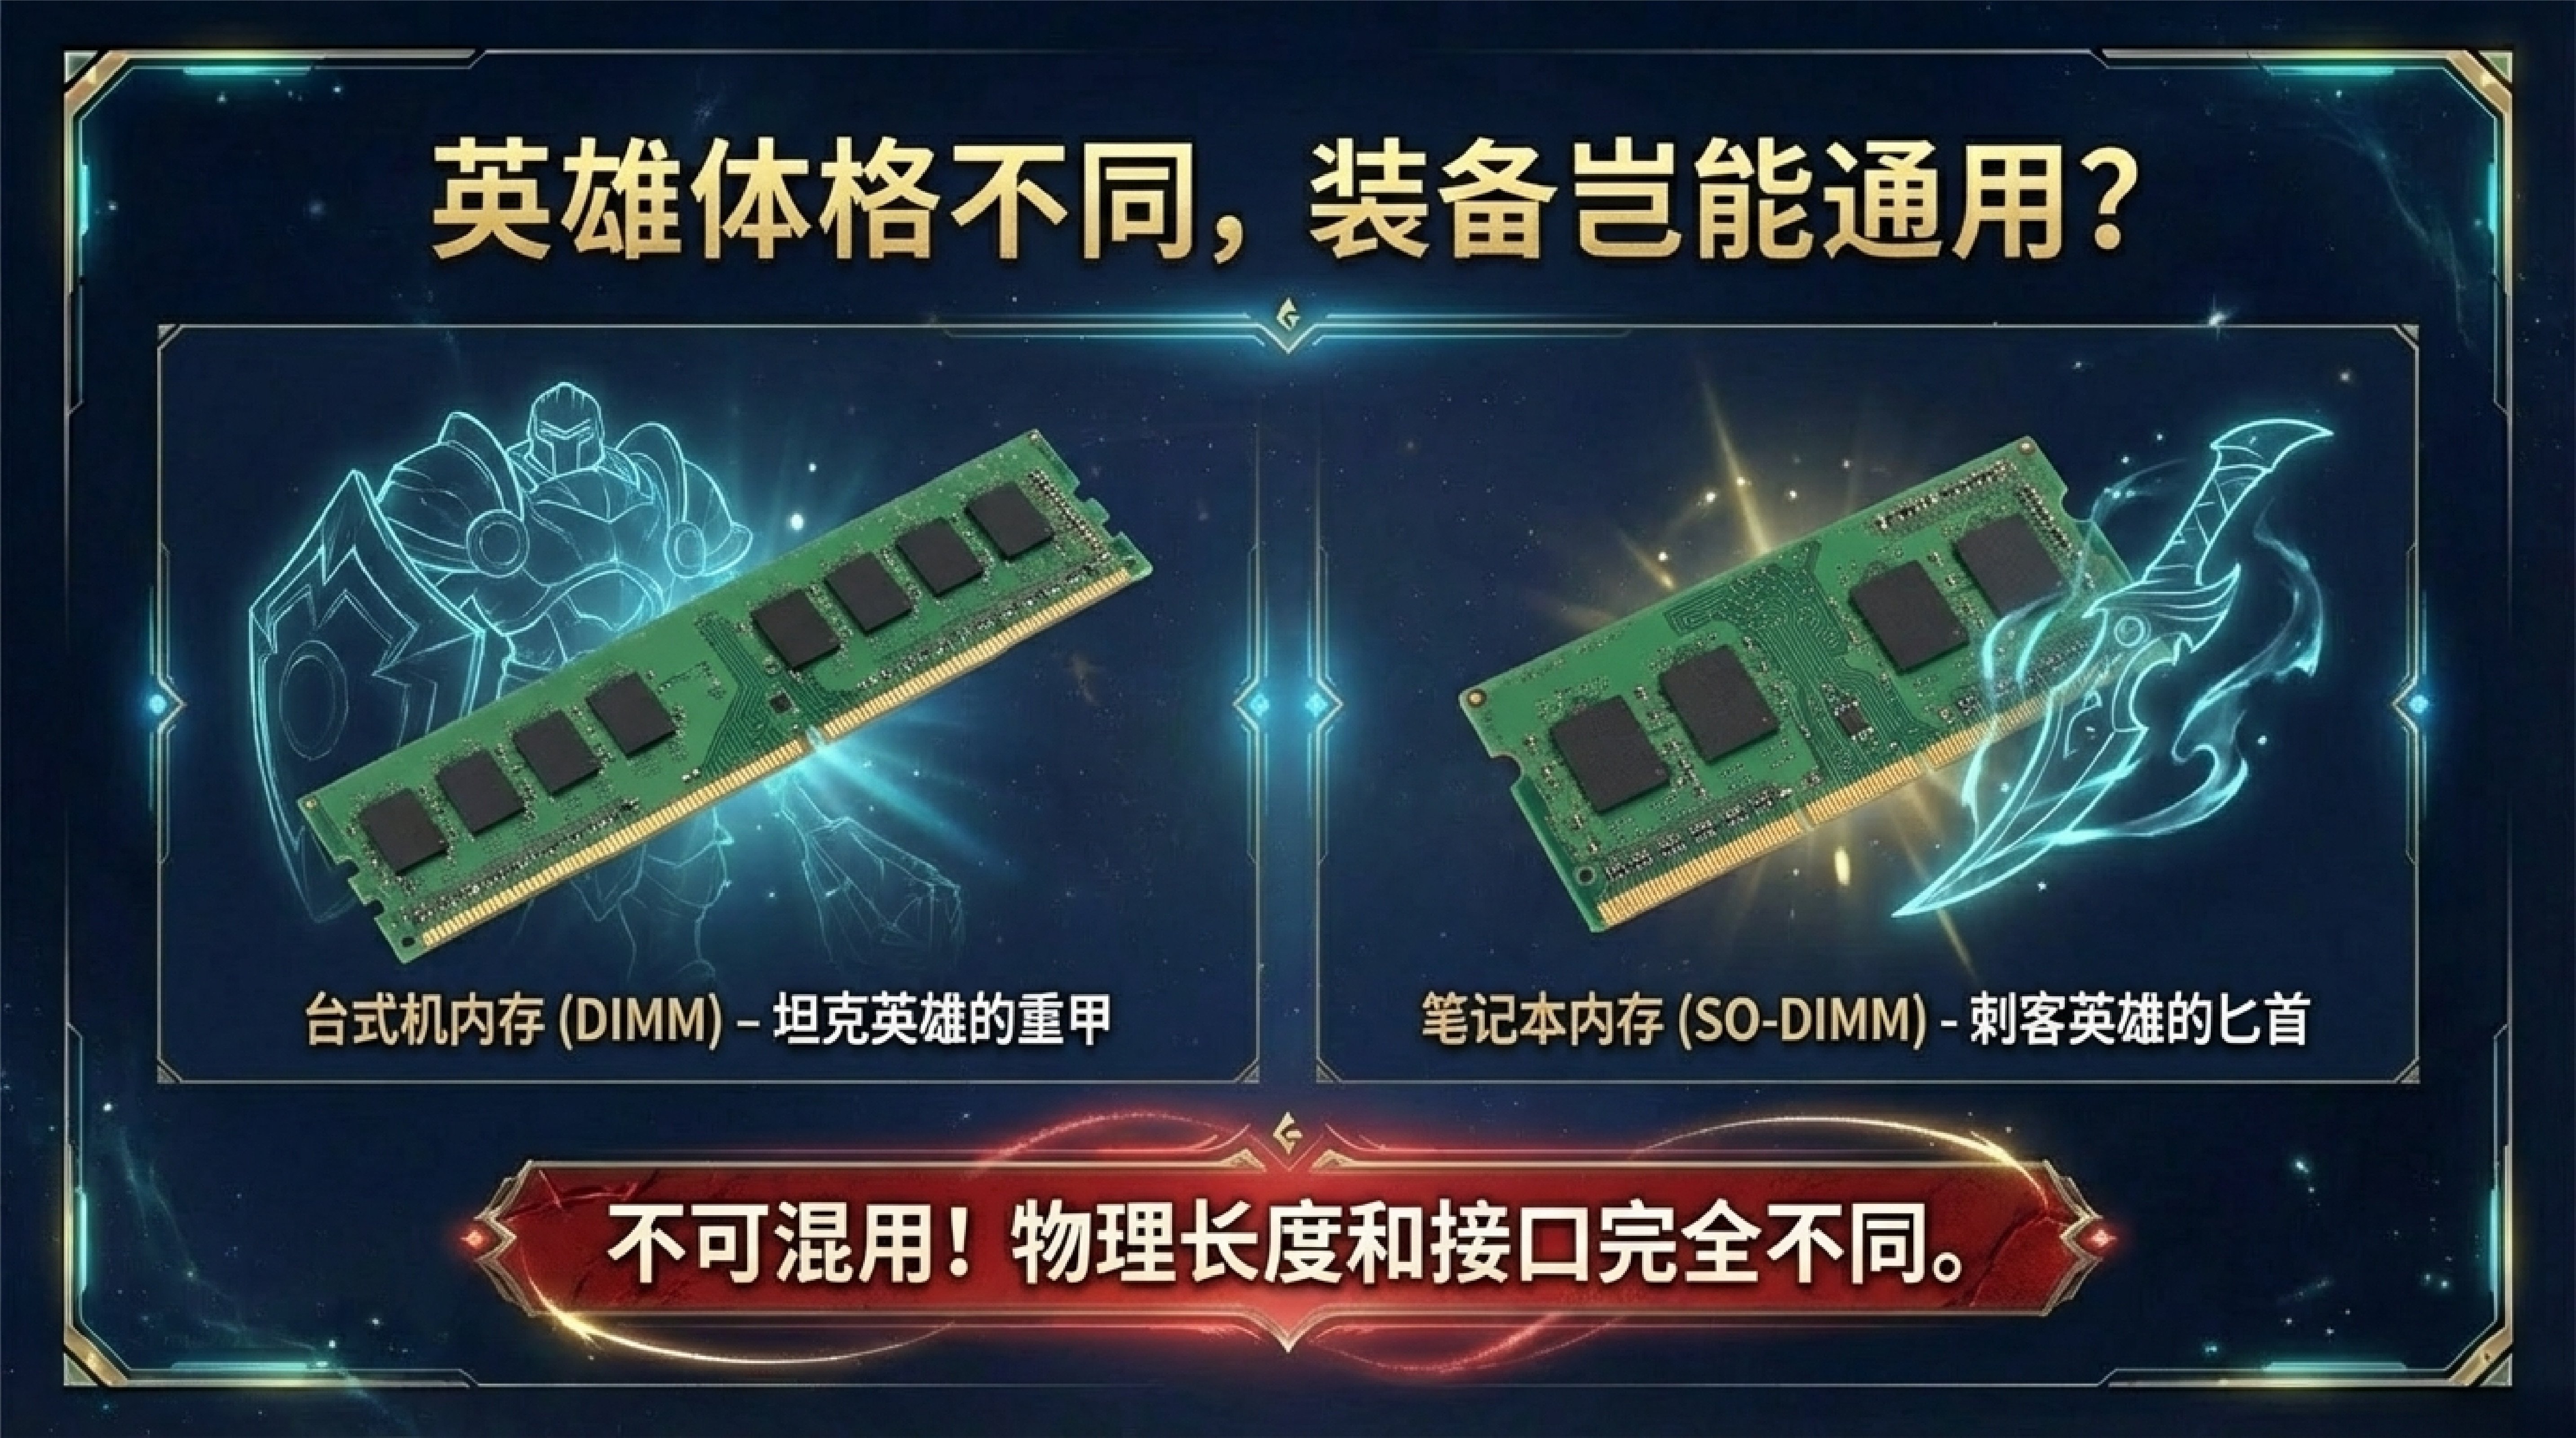 英雄体格不同，装备岂能通用？
台式机内存 (DIMM) – 坦克英雄的重甲
笔记本内存 (SO-DIMM) - 刺客英雄的匕首
不可混用！物理长度和接口完全不同。